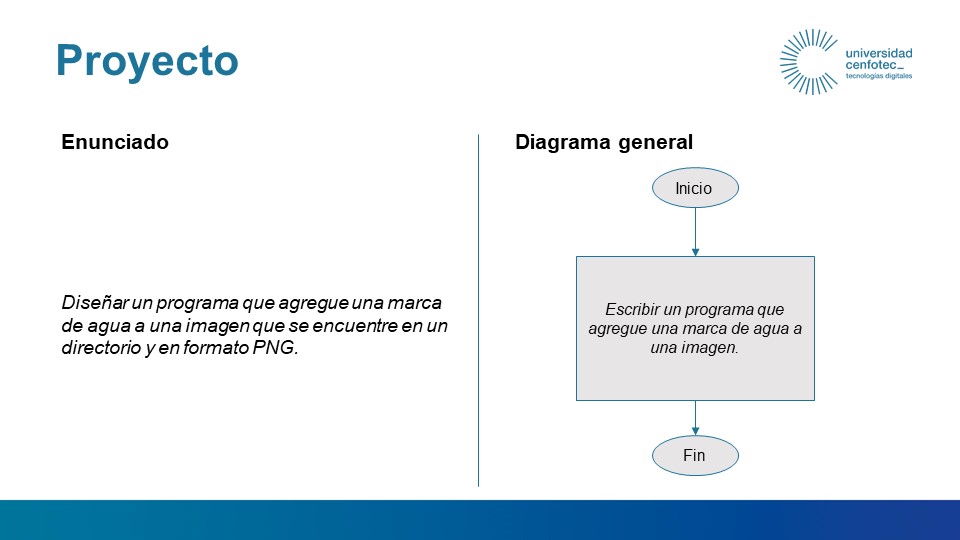 Proyecto
universidad
cenfotec_
tecnologías digitales
Enunciado
Diseñar un programa que agregue una marca
de agua a una imagen que se encuentre en un
directorio y en formato PNG.
Diagrama general
Inicio
Escribir un programa que
agregue una marca de agua a
una imagen.
Fin